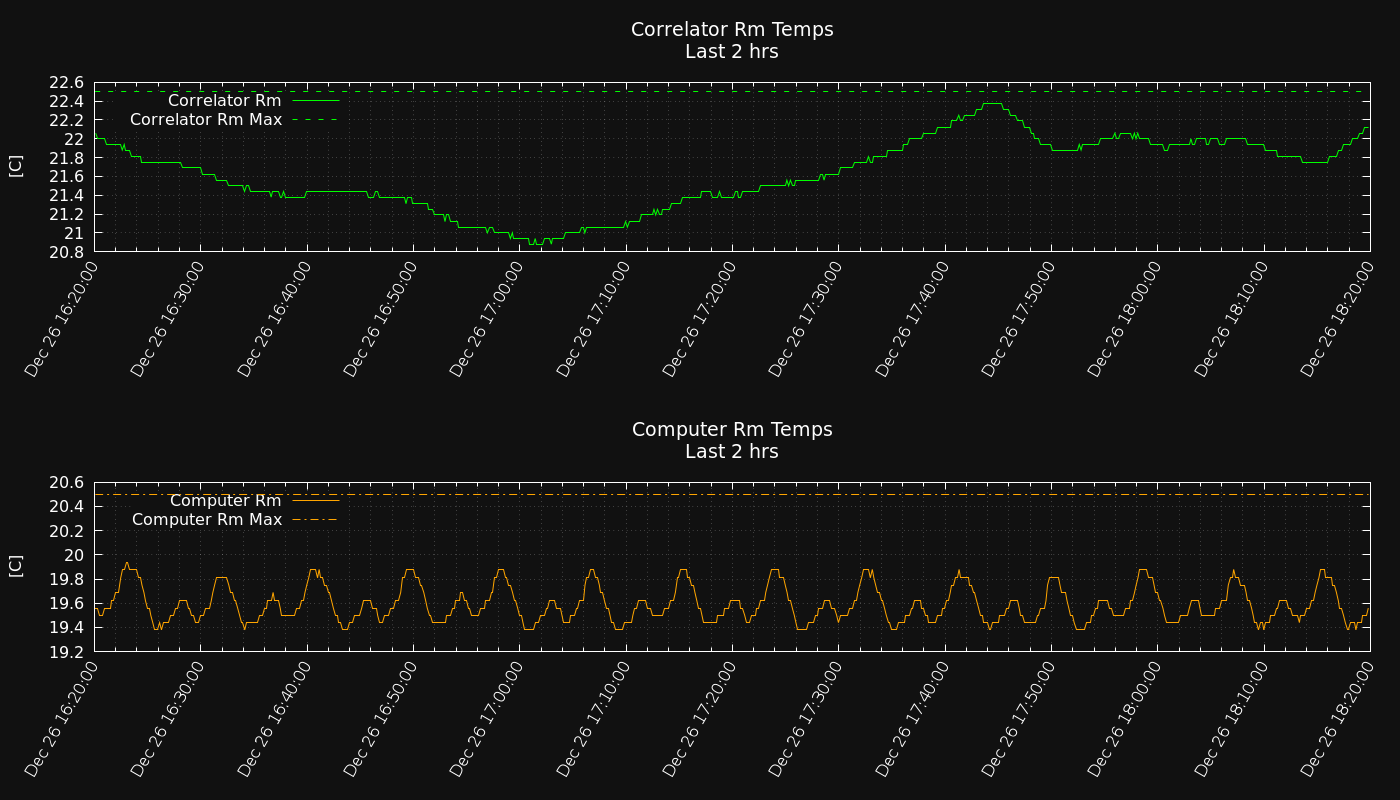 Correlator Rm Temps
Last 2 hrs
22.6
22.4
22.2
22
21.8
21.6
21.4
21.2
21
20.8
[C]
Correlator Rm
Correlator Rm Max
Dec 26 16:20:00
Dec 26 16:30:00
Dec 26 16:40:00
Dec 26 16:50:00
Dec 26 17:00:00
Dec 26 17:10:00
Dec 26 17:20:00
Dec 26 17:30:00
Dec 26 17:40:00
Dec 26 17:50:00
Dec 26 18:00:00
Dec 26 18:10:00
Dec 26 18:20:00
Computer Rm Temps
Last 2 hrs
20.6
20.4
20.2
20
19.8
19.6
19.4
19.2
[C]
Computer Rm
Computer Rm Max
Dec 26 16:20:00
Dec 26 16:30:00
Dec 26 16:40:00
Dec 26 16:50:00
Dec 26 17:00:00
Dec 26 17:10:00
Dec 26 17:20:00
Dec 26 17:30:00
Dec 26 17:40:00
Dec 26 17:50:00
Dec 26 18:00:00
Dec 26 18:10:00
Dec 26 18:20:00